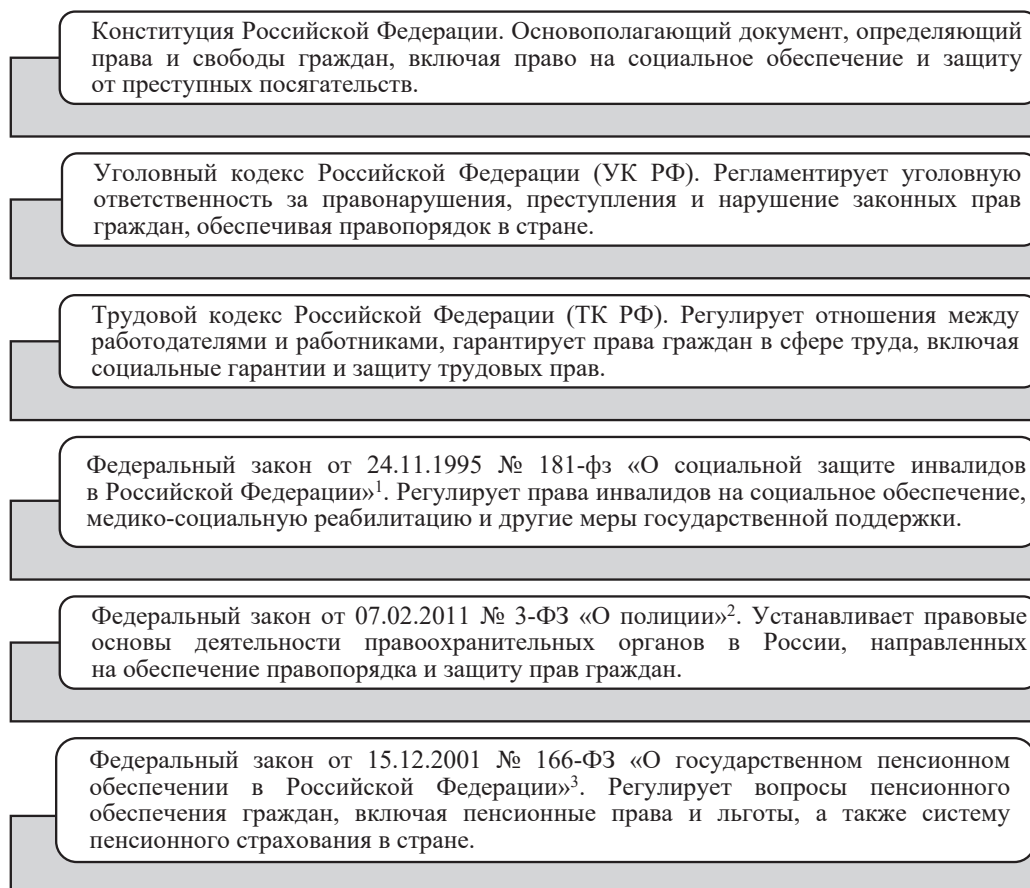 Конституция Российской Федерации. Основополагающий документ, определяющий
права и свободы граждан, включая право на социальное обеспечение и защиту
от преступных посягательств.
Уголовный кодекс Российской Федерации (УК РФ). Регламентирует уголовную
ответственность за правонарушения, преступления и нарушение законных прав
граждан, обеспечивая правопорядок в стране.
Трудовой кодекс Российской Федерации (ТК РФ). Регулирует отношения между
работодателями и работниками, гарантирует права граждан в сфере труда, включая
социальные гарантии и защиту трудовых прав.
Федеральный закон от 24.11.1995 № 181-фз «О социальной защите инвалидов
в Российской Федерации»¹. Регулирует права инвалидов на социальное обеспечение,
медико-социальную реабилитацию и другие меры государственной поддержки.
Федеральный закон от 07.02.2011 № 3-ФЗ «О полиции»². Устанавливает правовые
основы деятельности правоохранительных органов в России, направленных
на обеспечение правопорядка и защиту прав граждан.
Федеральный закон от 15.12.2001 № 166-ФЗ «О государственном пенсионном
обеспечении в Российской Федерации»³. Регулирует вопросы пенсионного
обеспечения граждан, включая пенсионные права и льготы, а также систему
пенсионного страхования в стране.